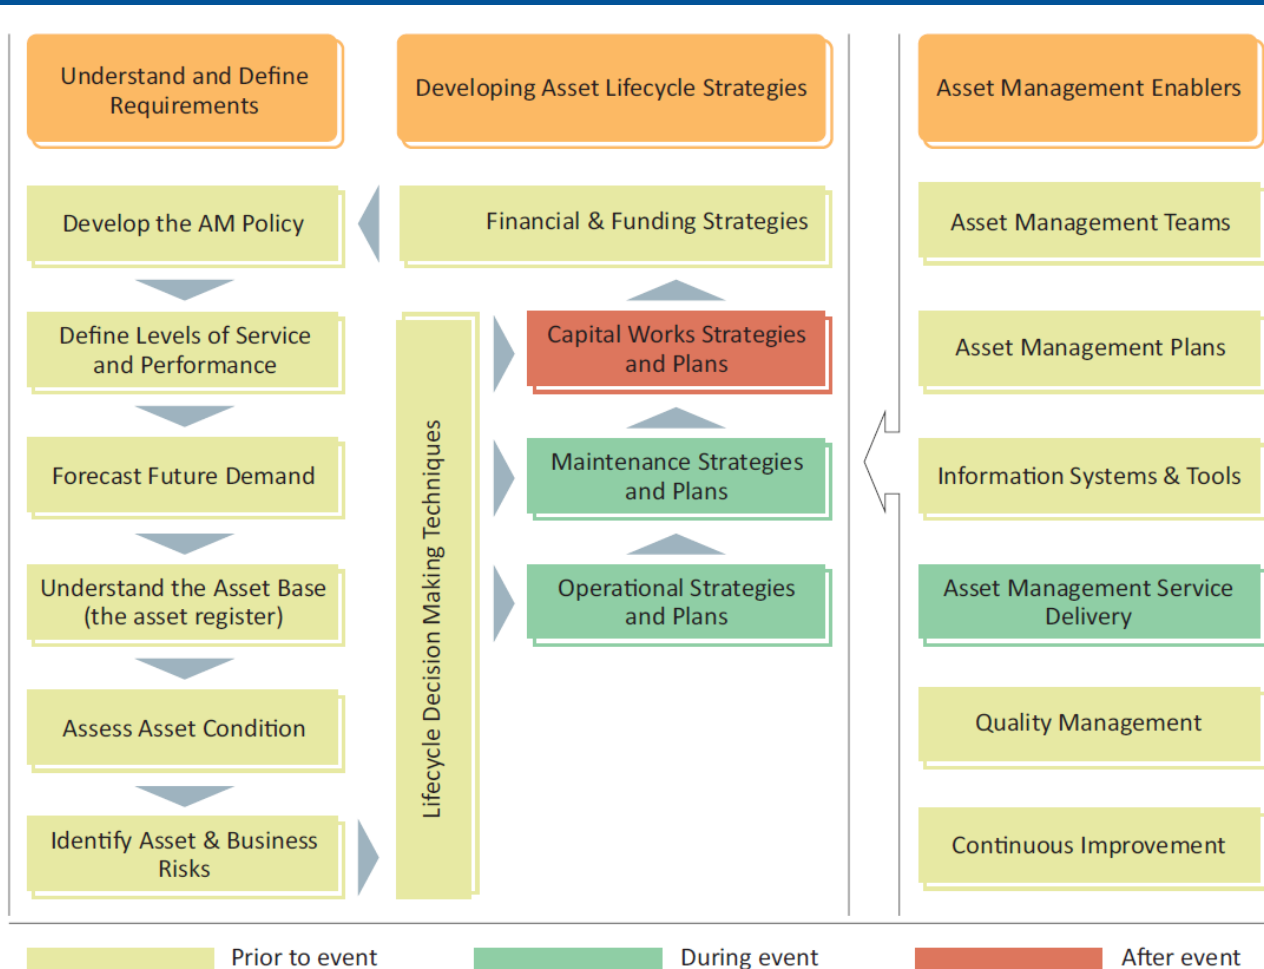 Understand and Define
Requirements
Developing Asset Lifecycle Strategies
Asset Management Enablers
Develop the AM Policy
Financial & Funding Strategies
Asset Management Teams
Define Levels of Service
and Performance
Capital Works Strategies
and Plans
Asset Management Plans
Forecast Future Demand
Maintenance Strategies
and Plans
Information Systems & Tools
Understand the Asset Base
(the asset register)
Operational Strategies
and Plans
Asset Management Service
Delivery
Lifecycle Decision Making Techniques
Assess Asset Condition
Quality Management
Identify Asset & Business
Risks
Continuous Improvement
Prior to event
During event
After event